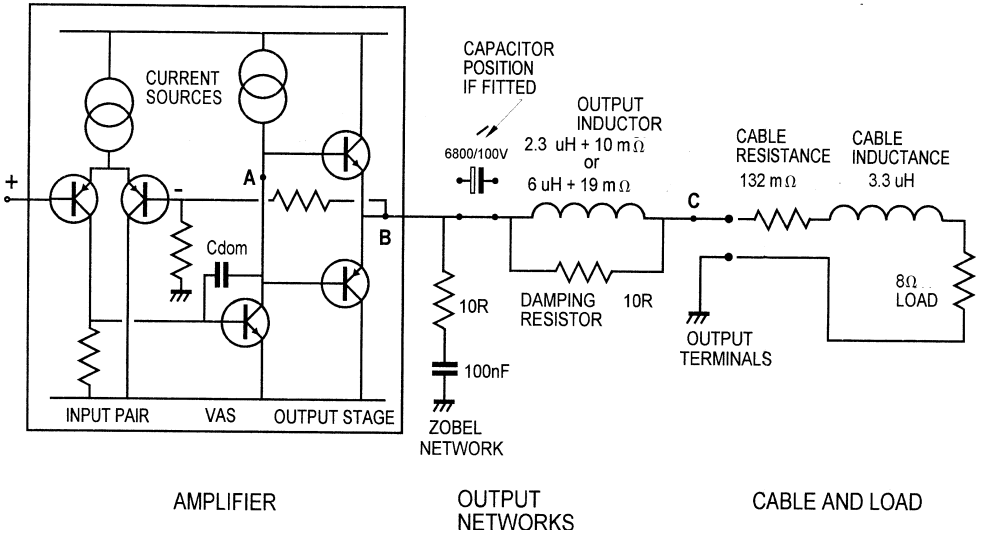 CURRENT
SOURCES
CAPACITOR
POSITION
IF FITTED
6800/100V
OUTPUT
INDUCTOR
2.3 uH + 10 mΩ
or
6 uH + 19 mΩ
CABLE
RESISTANCE
132 mΩ
CABLE
INDUCTANCE
3.3 uH
+
-
A
B
C
Cdom
10R
100nF
ZOBEL
NETWORK
DAMPING
RESISTOR
10R
OUTPUT
TERMINALS
8Ω
LOAD
INPUT PAIR
VAS
OUTPUT STAGE
AMPLIFIER
OUTPUT
NETWORKS
CABLE AND LOAD